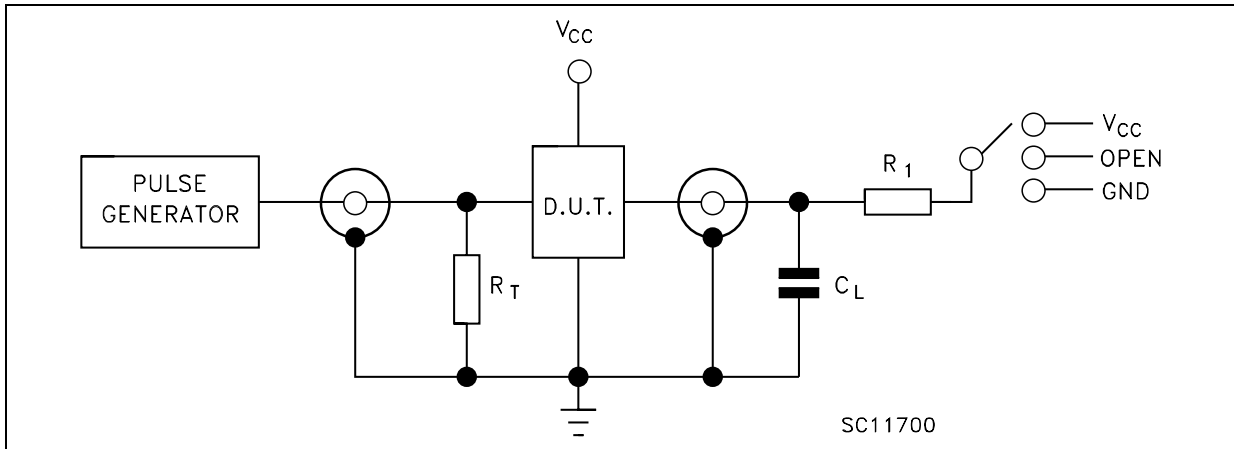 VCC
PULSE
GENERATOR
D.U.T.
RT
CL
R1
VCC
OPEN
GND
SC11700